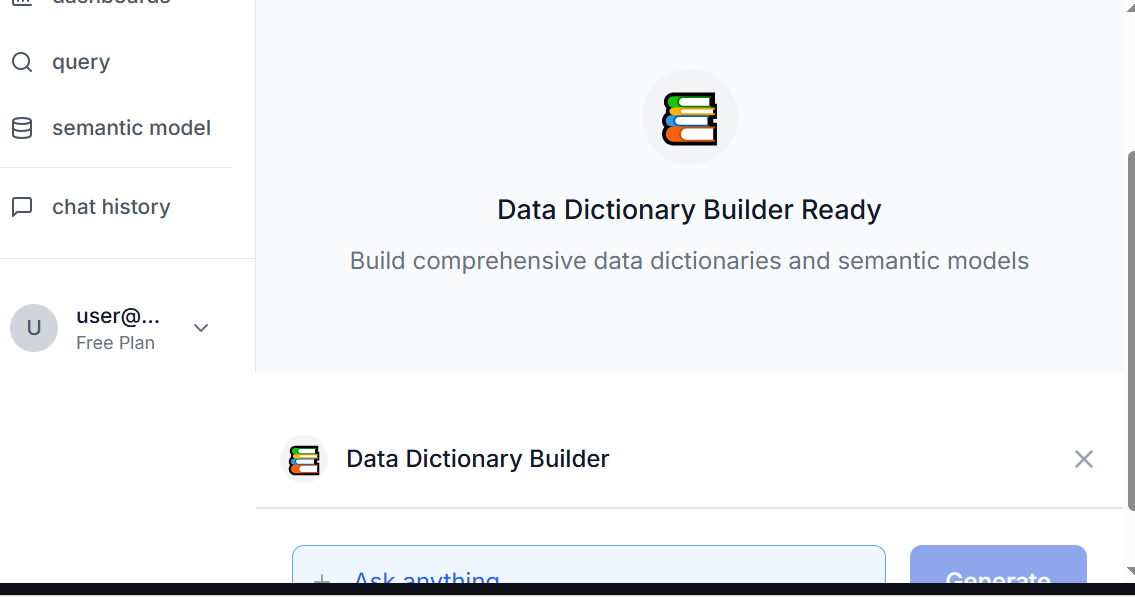 dashboards
query
semantic model
chat history
U
user@...
Free Plan
Data Dictionary Builder Ready
Build comprehensive data dictionaries and semantic models
Data Dictionary Builder
Ask anything
Generate